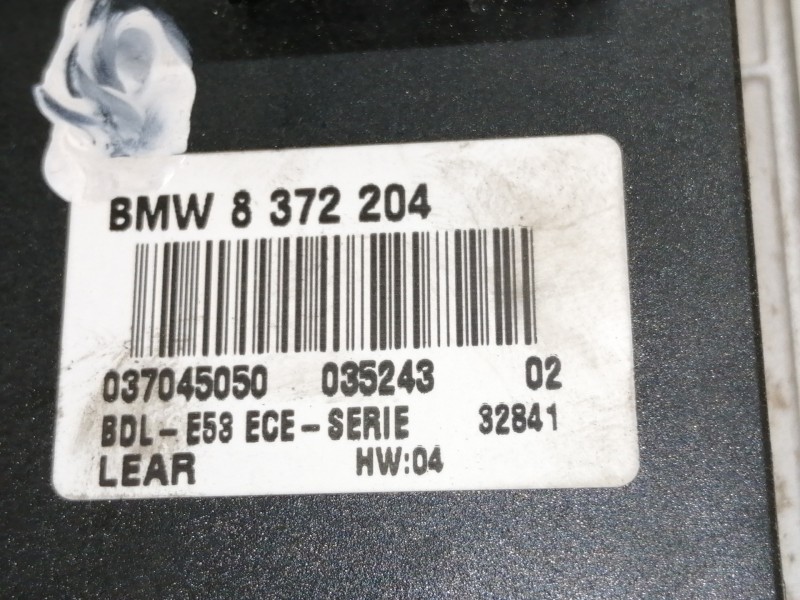 BMW 8 372 204
037045050 035243 02
BDL-E53 ECE-SERIE 32841
LEAR HW:04